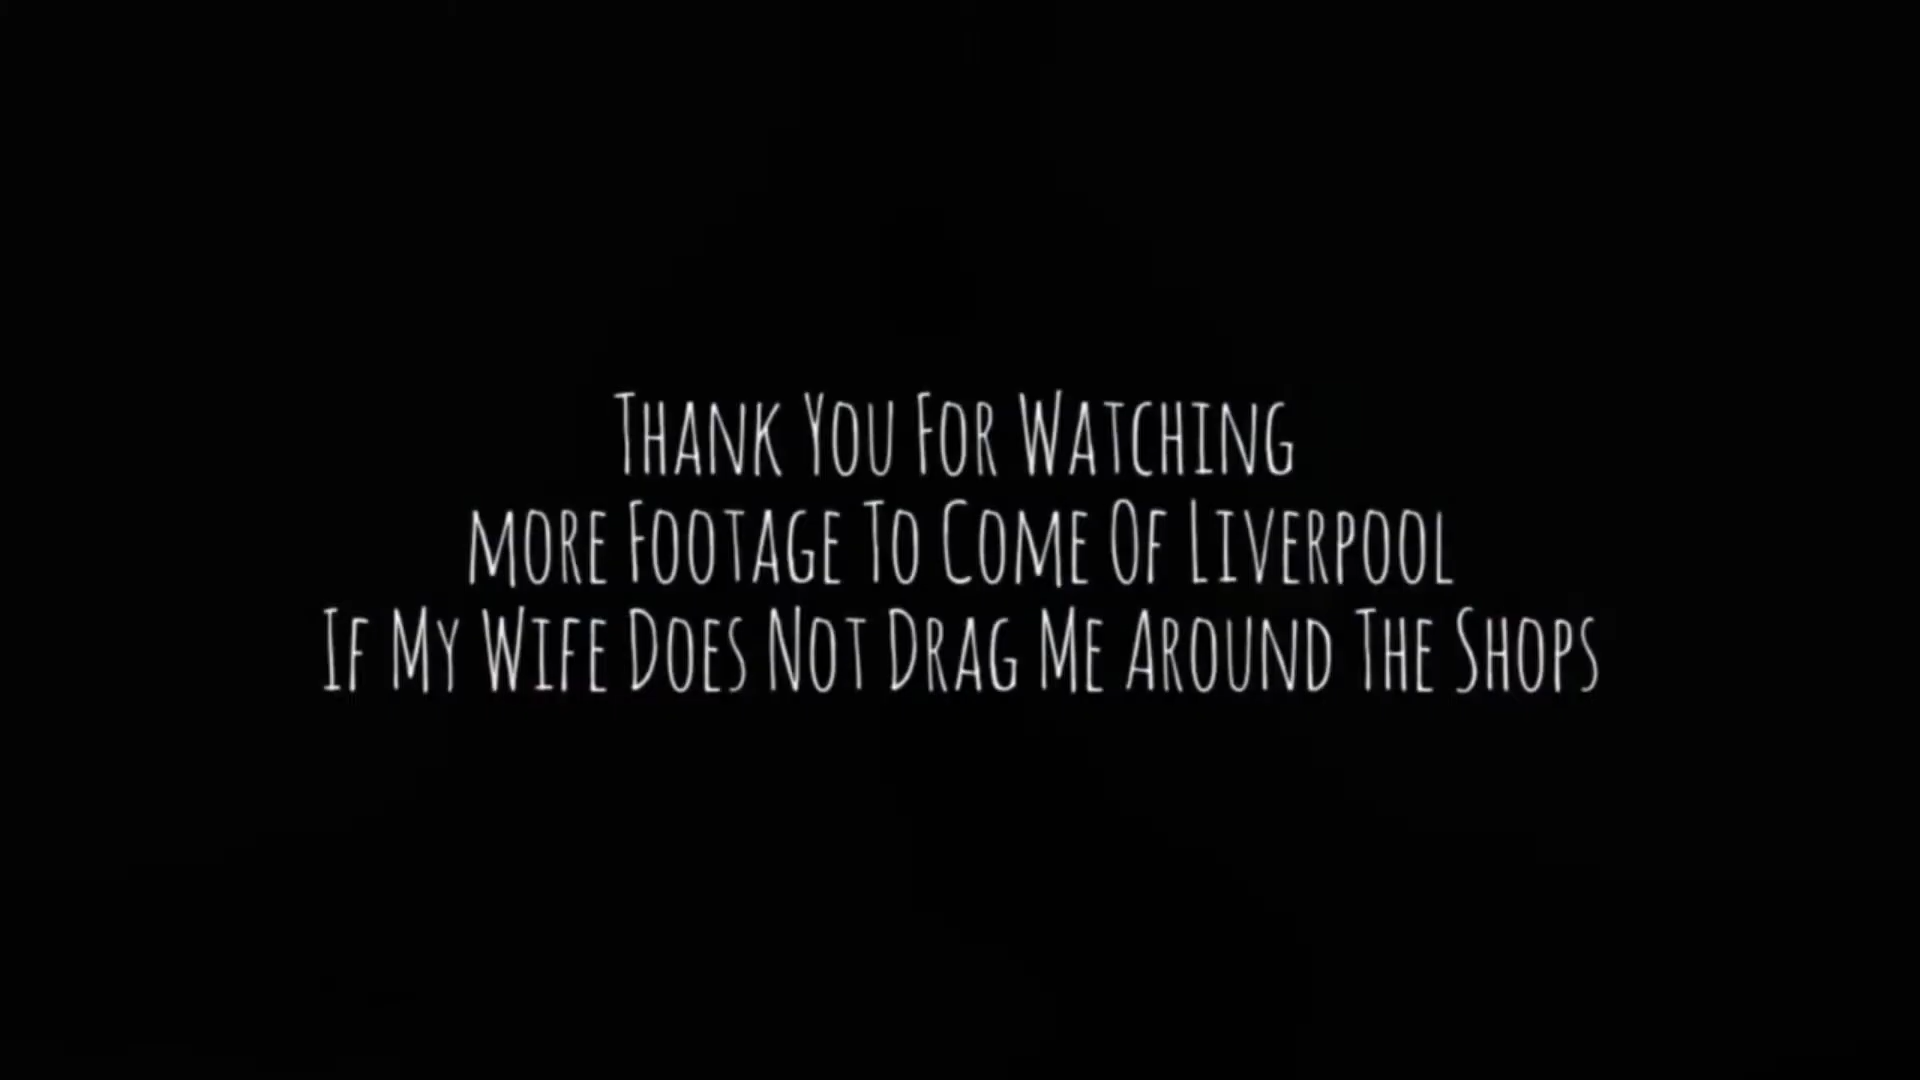 Thank You For Watching
more Footage To Come Of Liverpool
If My Wife Does Not Drag Me Around The Shops